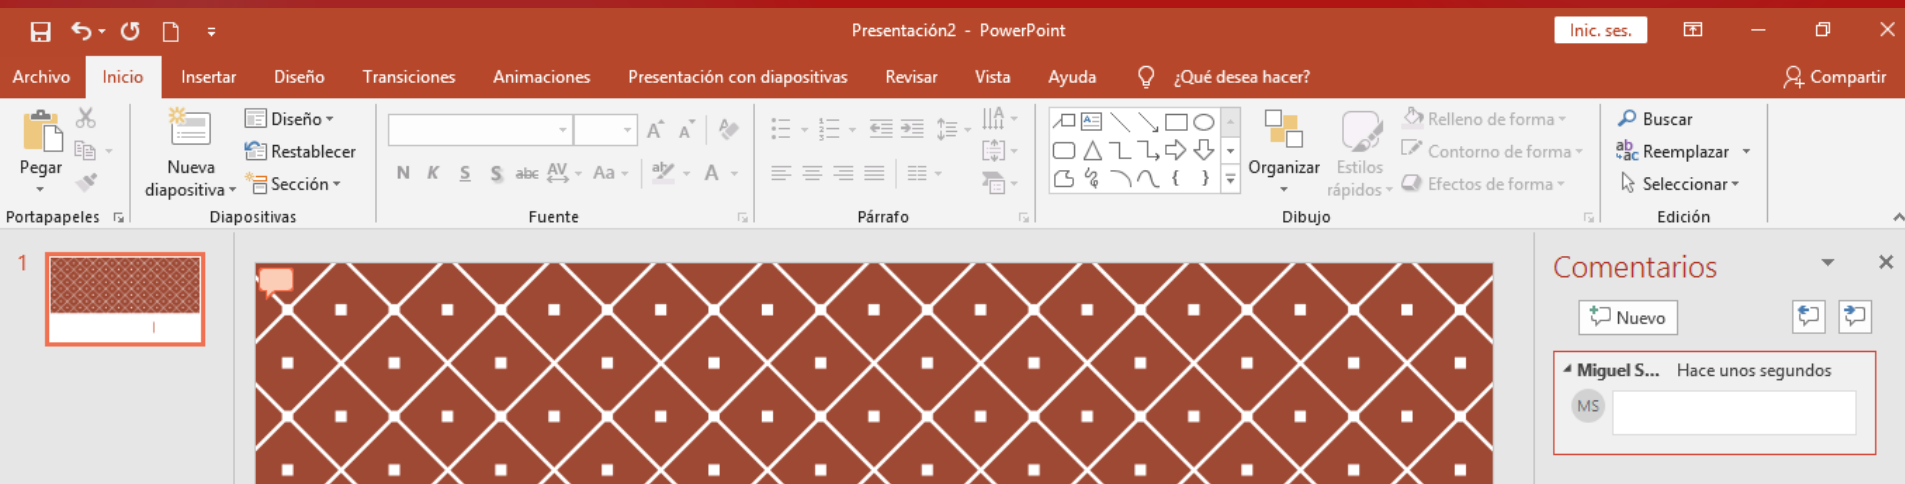 Presentación2 - PowerPoint
Inic. ses.
Archivo Inicio Insertar Diseño Transiciones Animaciones Presentación con diapositivas Revisar Vista Ayuda ¿Qué desea hacer? Compartir
Pegar
Portapapeles
Nueva
diapositiva
Diseño
Restablecer
Sección
Diapositivas
N K S S abc AV Aa aby A
Fuente
Párrafo
Organizar
Estilos
rápidos
Relleno de forma
Contorno de forma
Efectos de forma
Dibujo
Buscar
Reemplazar
Seleccionar
Edición
1
Comentarios
Nuevo
Miguel S... Hace unos segundos
MS